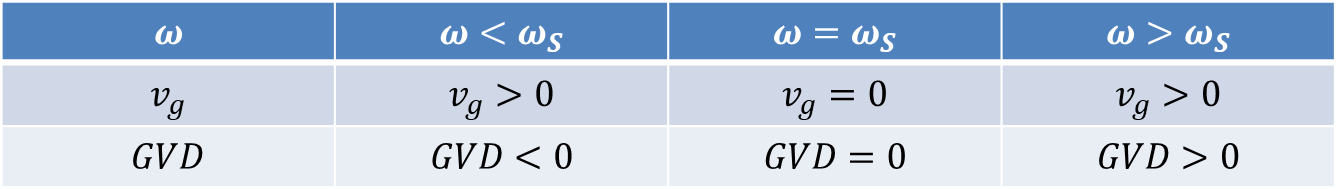 ω ω < ω_S ω = ω_S ω > ω_S
v_g v_g > 0 v_g = 0 v_g > 0
GVD GVD < 0 GVD = 0 GVD > 0